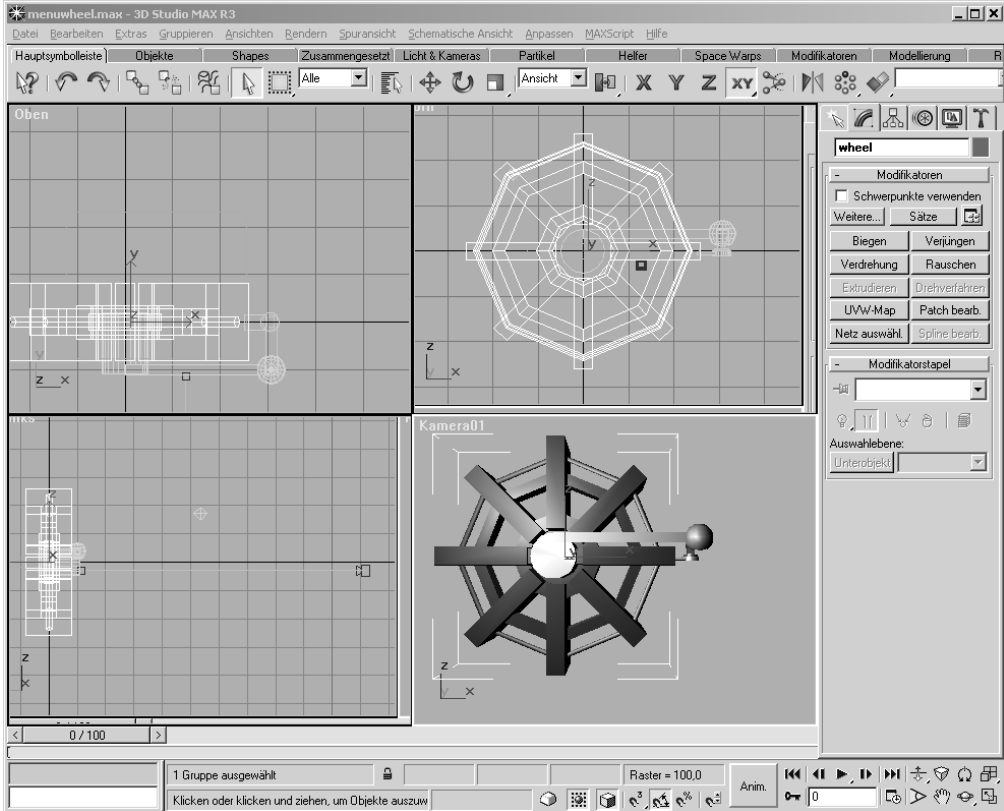 menuwheel.max - 3D Studio MAX R3
Datei Bearbeiten Extras Gruppieren Ansichten Rendern Spuransicht Schematische Ansicht Anpassen MAXScript Hilfe
Hauptsymbolleiste Objekte Shapes Zusammengesetzt Licht & Kameras Partikel Helfer Space Warps Modifikatoren Modellierung R
Alle Ansicht X Y Z XY
Oben
z
y
x
y
x
z
z x
z
y x
wheel
- Modifikatoren
Schwerpunkte verwenden
Weitere... Sätze
Biegen Verjüngen
Verdrehung Rauschen
Extrudieren Drehverfahren
UVW-Map Patch bearb.
Netz auswähl. Spline bearb.
- Modifikatorstapel
Auswahlebene:
Unterobjekt
Kamera01
z
x
z
x
y
x
z
y x
< 0 / 100 >
1 Gruppe ausgewählt Raster = 100,0
Anim.
0
Klicken oder klicken und ziehen, um Objekte auszuw